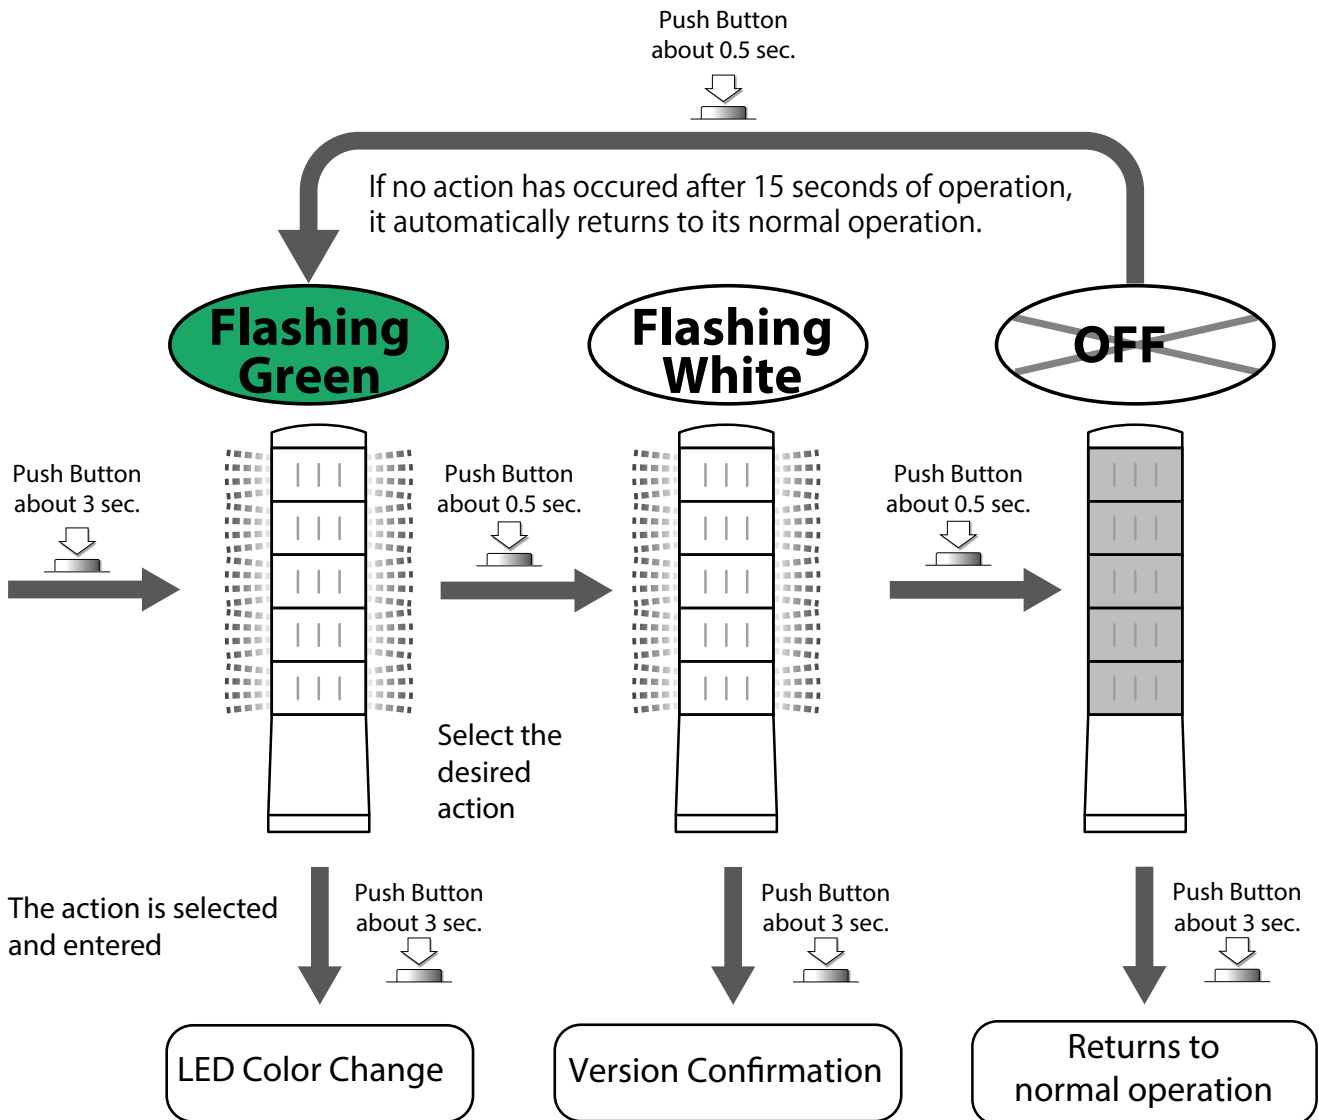 Push Button
about 0.5 sec.
If no action has occured after 15 seconds of operation,
it automatically returns to its normal operation.
Flashing
Green
Flashing
White
OFF
Push Button
about 3 sec.
Push Button
about 0.5 sec.
Push Button
about 0.5 sec.
Select the
desired
action
The action is selected
and entered
Push Button
about 3 sec.
Push Button
about 3 sec.
Push Button
about 3 sec.
LED Color Change
Version Confirmation
Returns to
normal operation